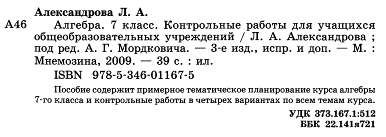 Александрова Л. А.
А46 Алгебра. 7 класс. Контрольные работы для учащихся
общеобразовательных учреждений / Л. А. Александрова ;
под ред. А. Г. Мордковича. — 3-е изд., испр. и доп. — М. :
Мнемозина, 2009. — 39 с. : ил.
ISBN 978-5-346-01167-5
Пособие содержит примерное тематическое планирование курса алгебры
7-го класса и контрольные работы в четырех вариантах по всем темам курса.
УДК 373.167.1:512
ББК 22.141я721